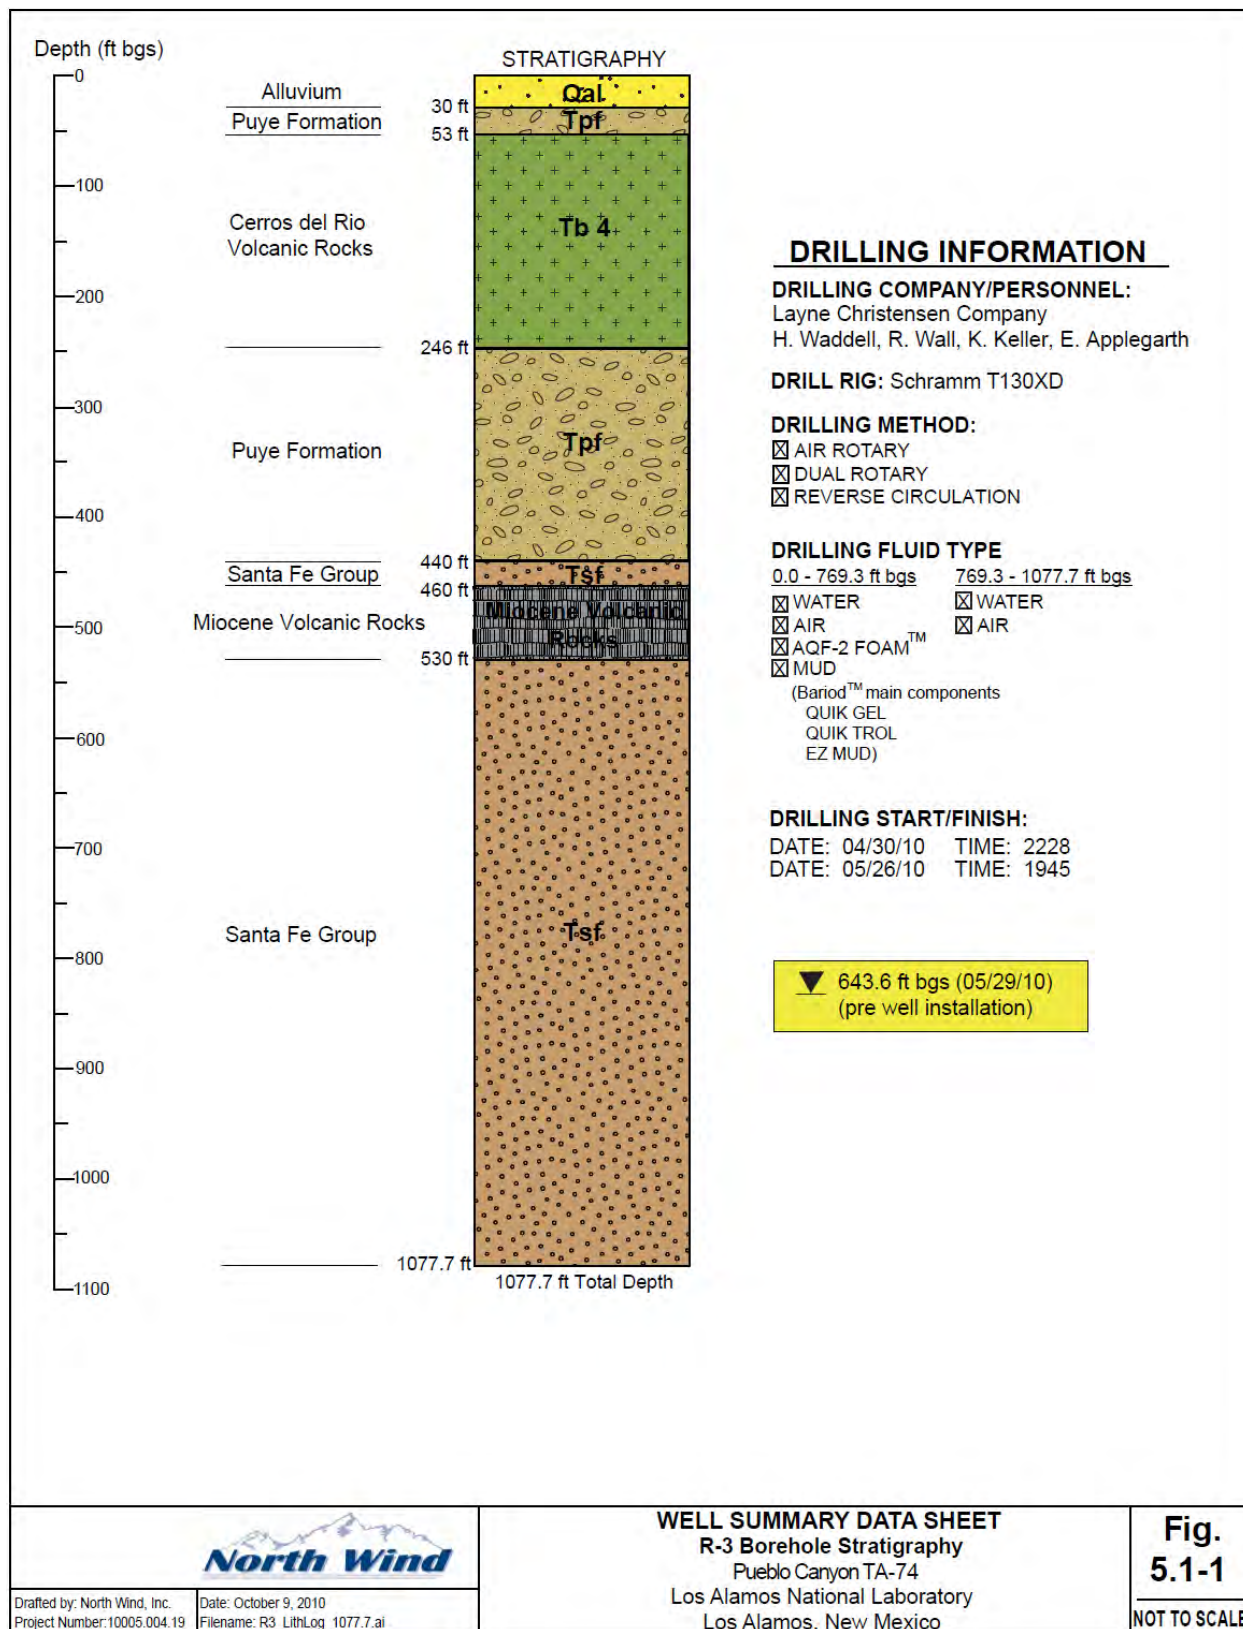 Depth (ft bgs)
STRATIGRAPHY
0
100
200
300
400
500
600
700
800
900
1000
1100
Alluvium
Puye Formation
Cerros del Rio
Volcanic Rocks
Puye Formation
Santa Fe Group
Miocene Volcanic Rocks
Santa Fe Group
30 ft
53 ft
246 ft
440 ft
460 ft
530 ft
1077.7 ft
Qal
Tpf
Tb 4
Tpf
Tsf
Miocene Volcanic
Rocks
Tsf
1077.7 ft Total Depth
DRILLING INFORMATION
DRILLING COMPANY/PERSONNEL:
Layne Christensen Company
H. Waddell, R. Wall, K. Keller, E. Applegarth
DRILL RIG: Schramm T130XD
DRILLING METHOD:
☒ AIR ROTARY
☒ DUAL ROTARY
☒ REVERSE CIRCULATION
DRILLING FLUID TYPE
0.0 - 769.3 ft bgs 769.3 - 1077.7 ft bgs
☒ WATER ☒ WATER
☒ AIR ☒ AIR
☒ AQF-2 FOAM™
☒ MUD
(Bariod™ main components
QUIK GEL
QUIK TROL
EZ MUD)
DRILLING START/FINISH:
DATE: 04/30/10 TIME: 2228
DATE: 05/26/10 TIME: 1945
643.6 ft bgs (05/29/10)
(pre well installation)
North Wind
Drafted by: North Wind, Inc.
Project Number:10005.004.19
Date: October 9, 2010
Filename: R3_LithLog_1077.7.ai
WELL SUMMARY DATA SHEET
R-3 Borehole Stratigraphy
Pueblo Canyon TA-74
Los Alamos National Laboratory
Los Alamos, New Mexico
Fig.
5.1-1
NOT TO SCALE